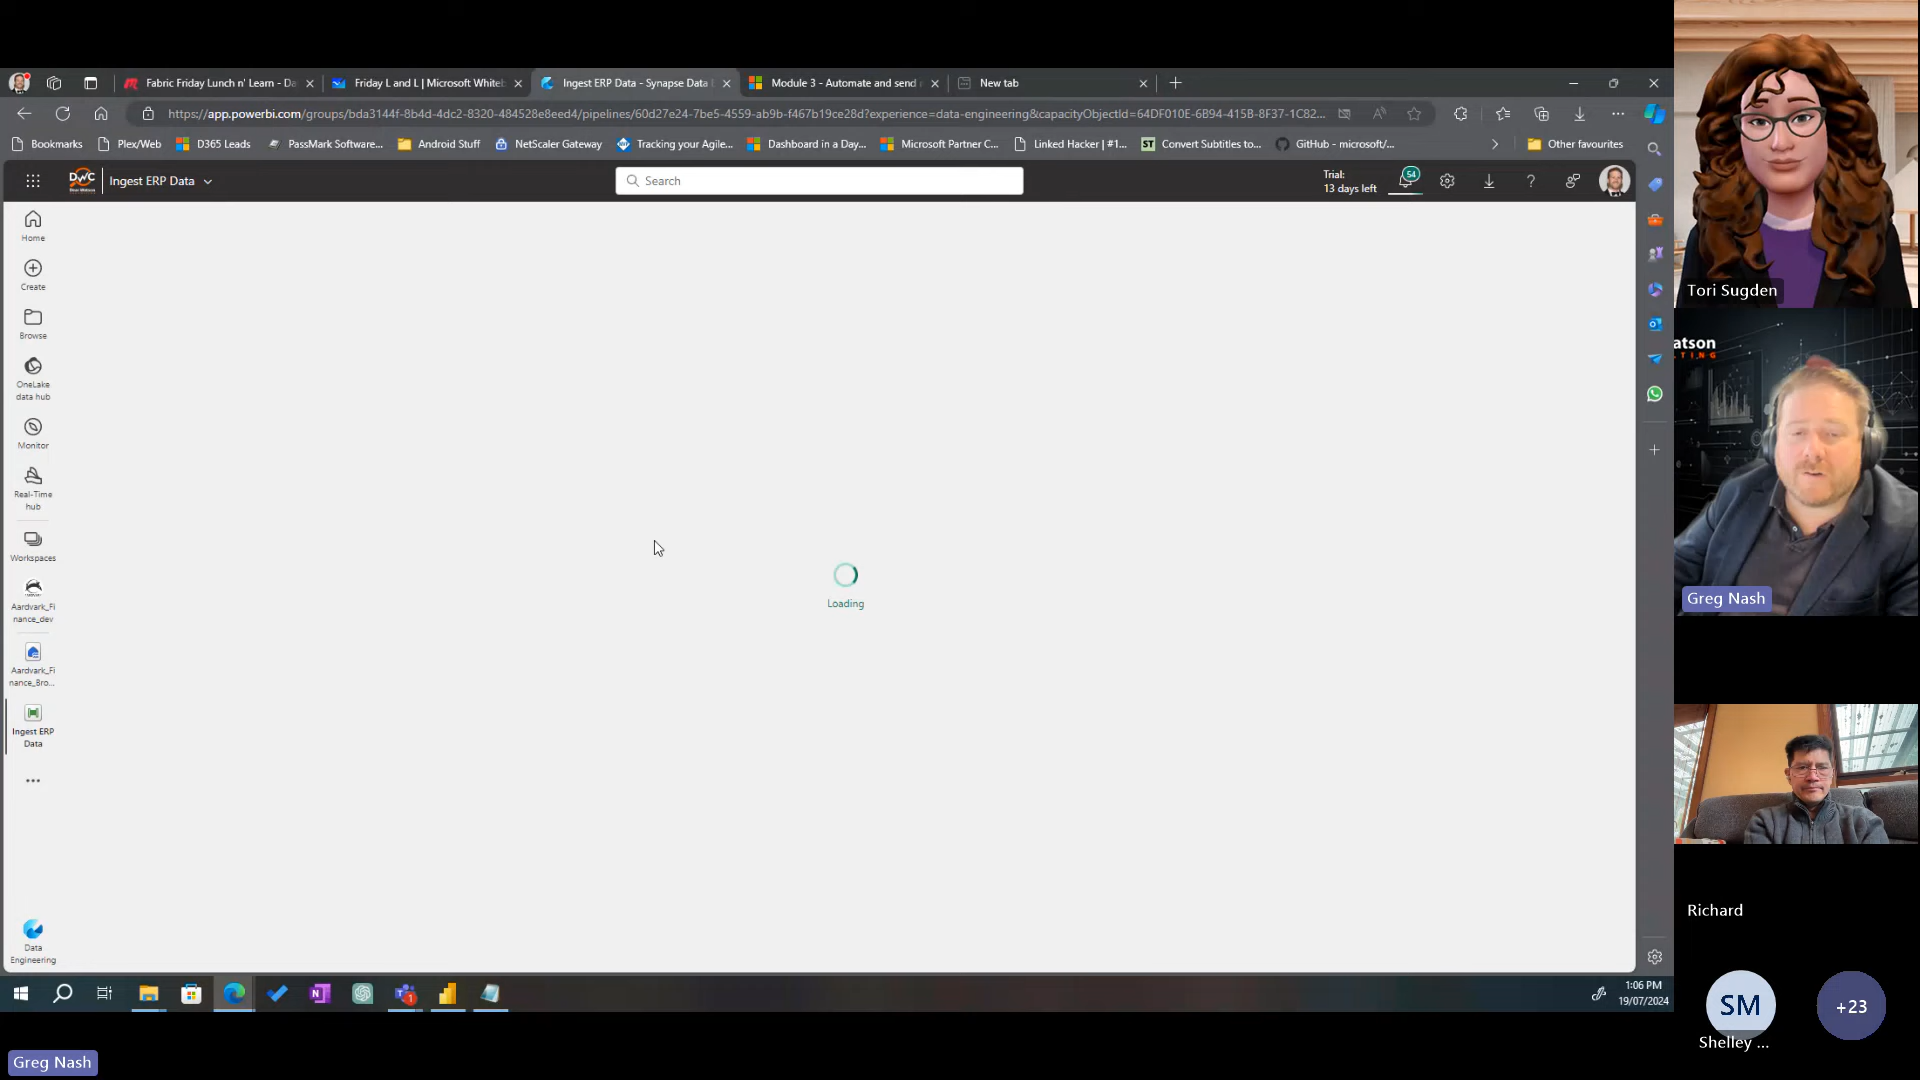 Fabric Friday Lunch n' Learn - Da
Friday L and L | Microsoft Whiteb
Ingest ERP Data - Synapse Data E
Module 3 - Automate and send n
New tab
https://app.powerbi.com/groups/bda3144f-8b4d-4dc2-8320-484528e8eed4/pipelines/60d27e24-7be5-4559-ab9b-f467b19ce28d?experience=data-engineering&capacityObjectId=64DF010E-6B94-415B-8F37-1C82...
Bookmarks
Plex/Web
D365 Leads
PassMark Software...
Android Stuff
NetScaler Gateway
Tracking your Agile...
Dashboard in a Day...
Microsoft Partner C...
Linked Hacker | #1...
ST
Convert Subtitles to...
GitHub - microsoft/...
Other favourites
DWC
Ingest ERP Data
Search
Trial:
13 days left
54
Home
Create
Browse
OneLake
data hub
Monitor
Real-Time
hub
Workspaces
Aardvark_Fi
nance_dev
Aardvark_Fi
nance_Bro...
Ingest ERP
Data
Data
Engineering
Loading
1
1:06 PM
19/07/2024
Tori Sugden
atson
TING
Greg Nash
Richard
SM
Shelley ...
+23
Greg Nash